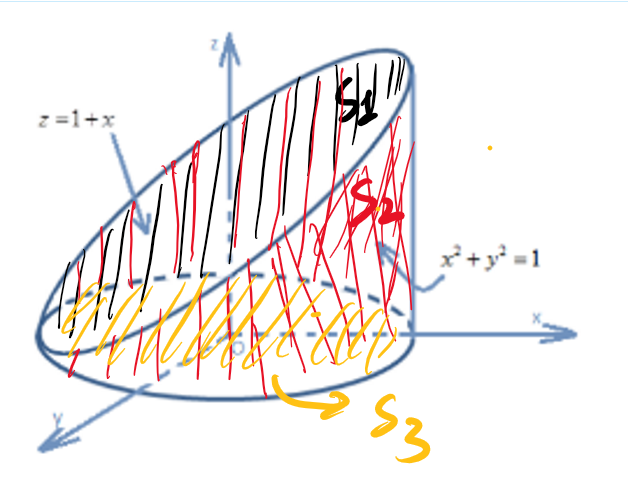 z
z = 1 + x
S1
S2
x² + y² = 1
x
O
y
S3